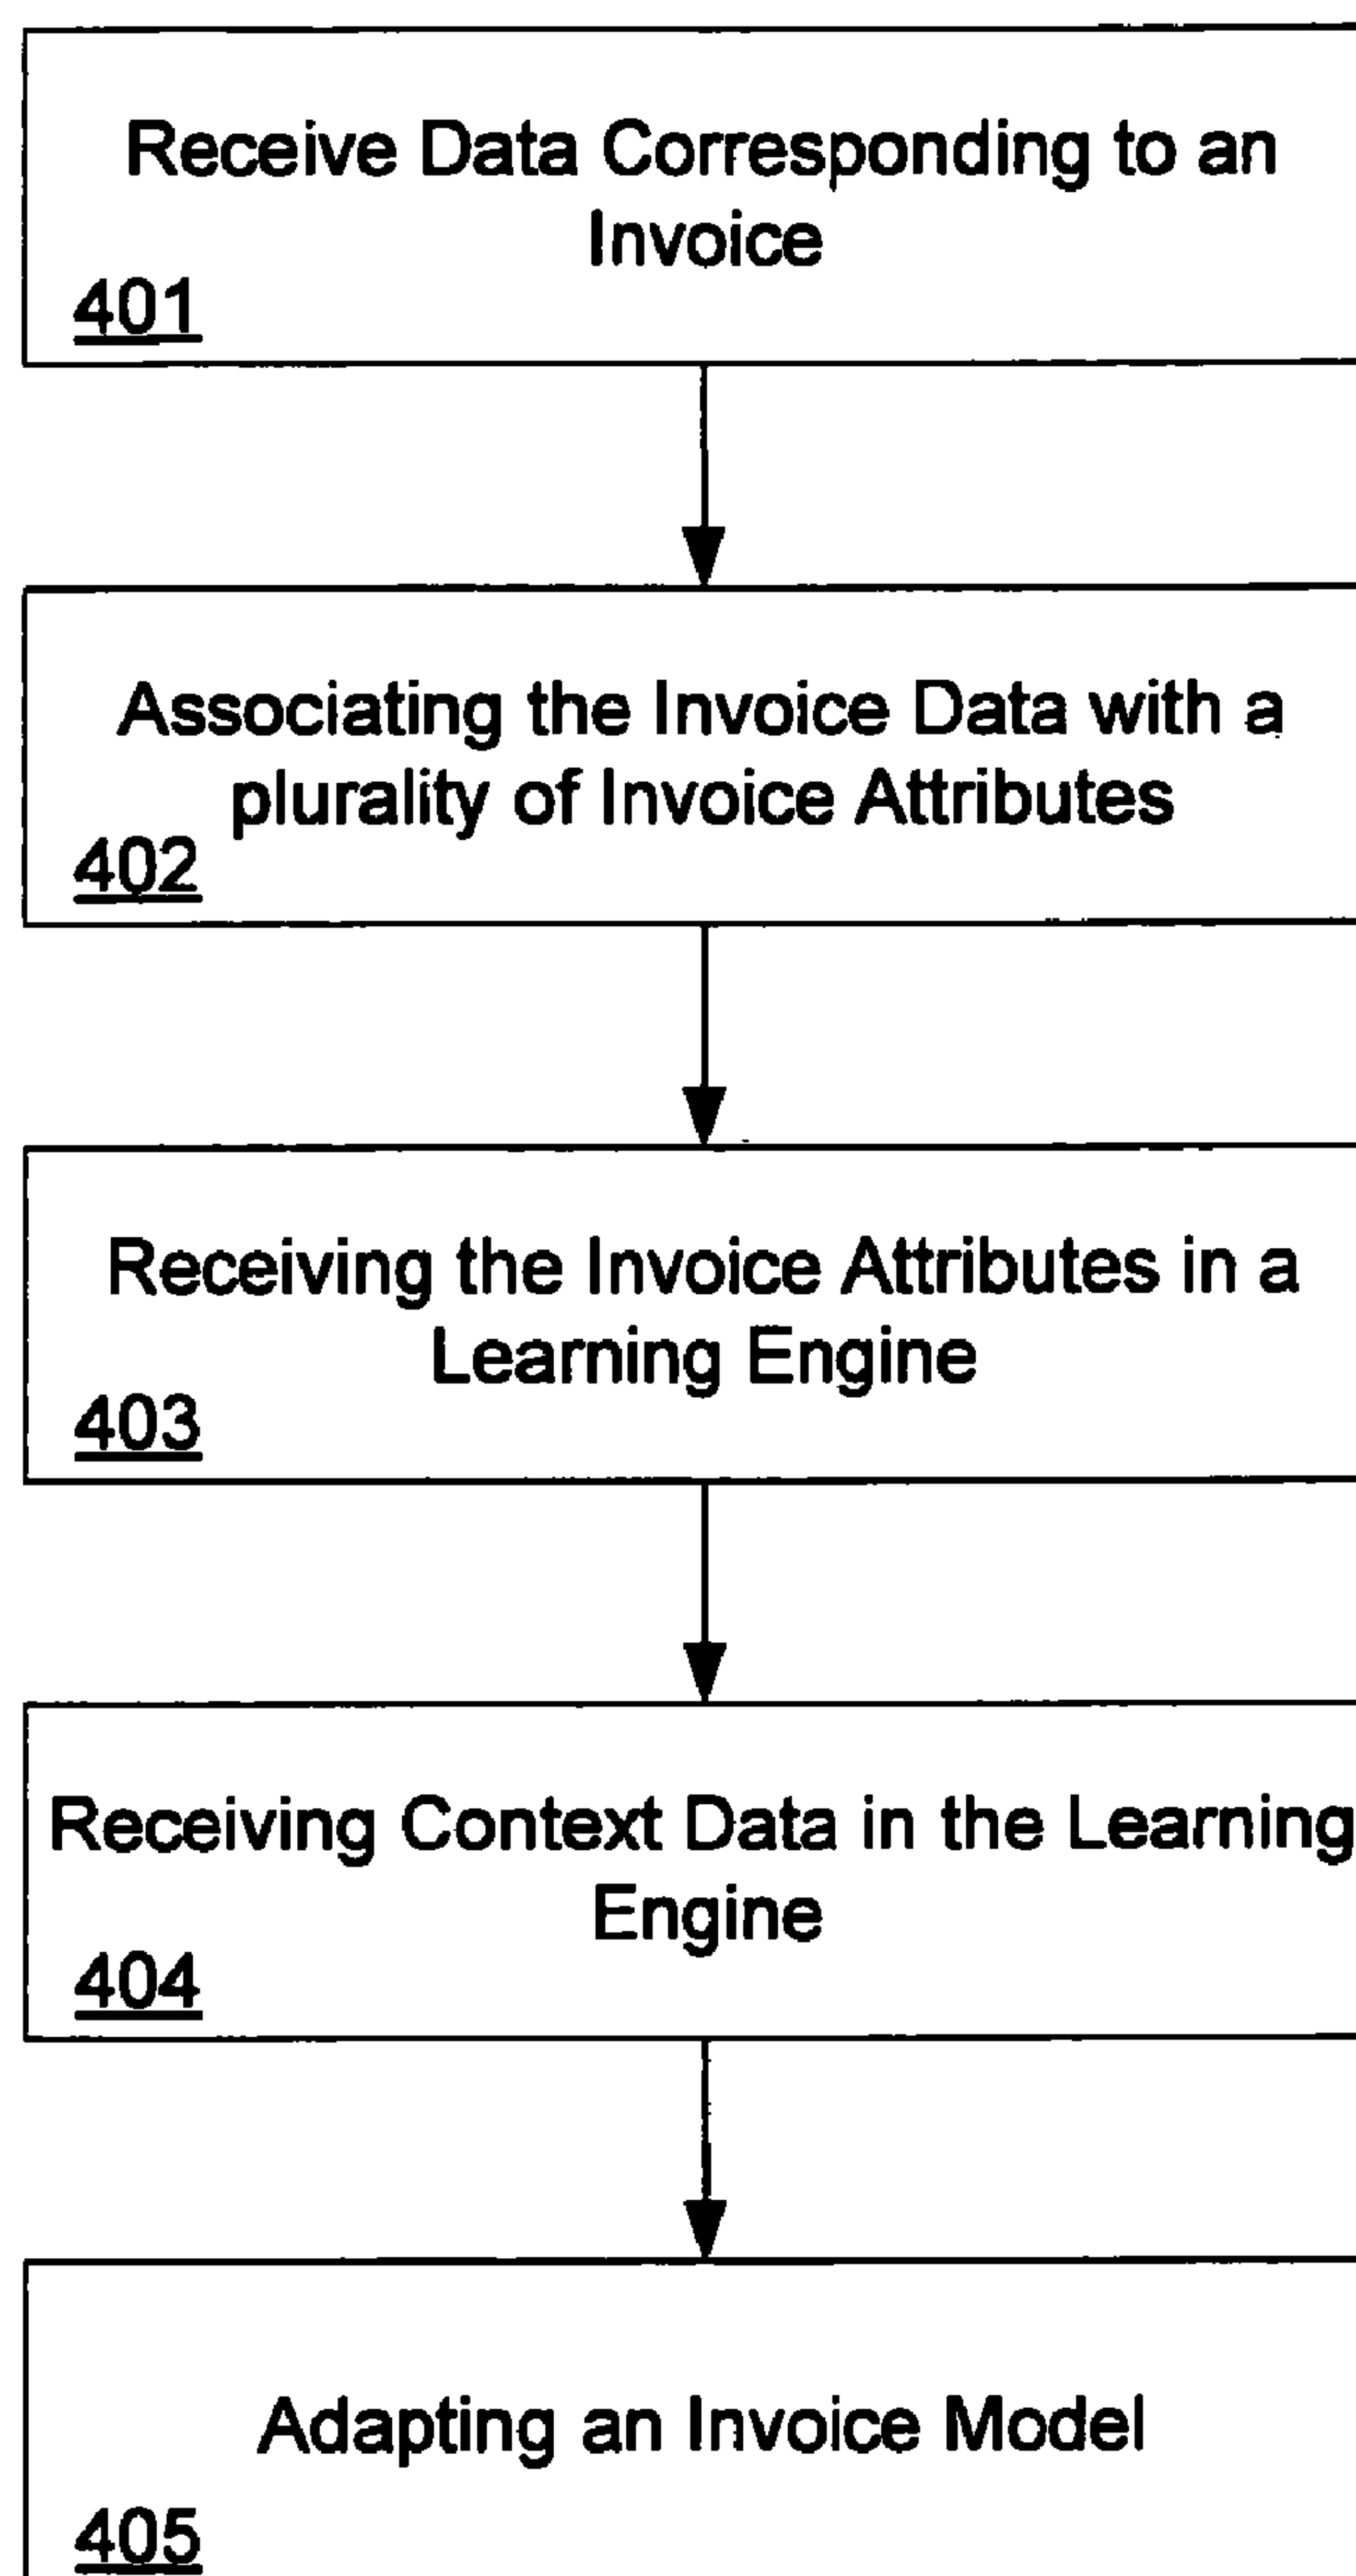 Receive Data Corresponding to an
Invoice
401
Associating the Invoice Data with a
plurality of Invoice Attributes
402
Receiving the Invoice Attributes in a
Learning Engine
403
Receiving Context Data in the Learning
Engine
404
Adapting an Invoice Model
405